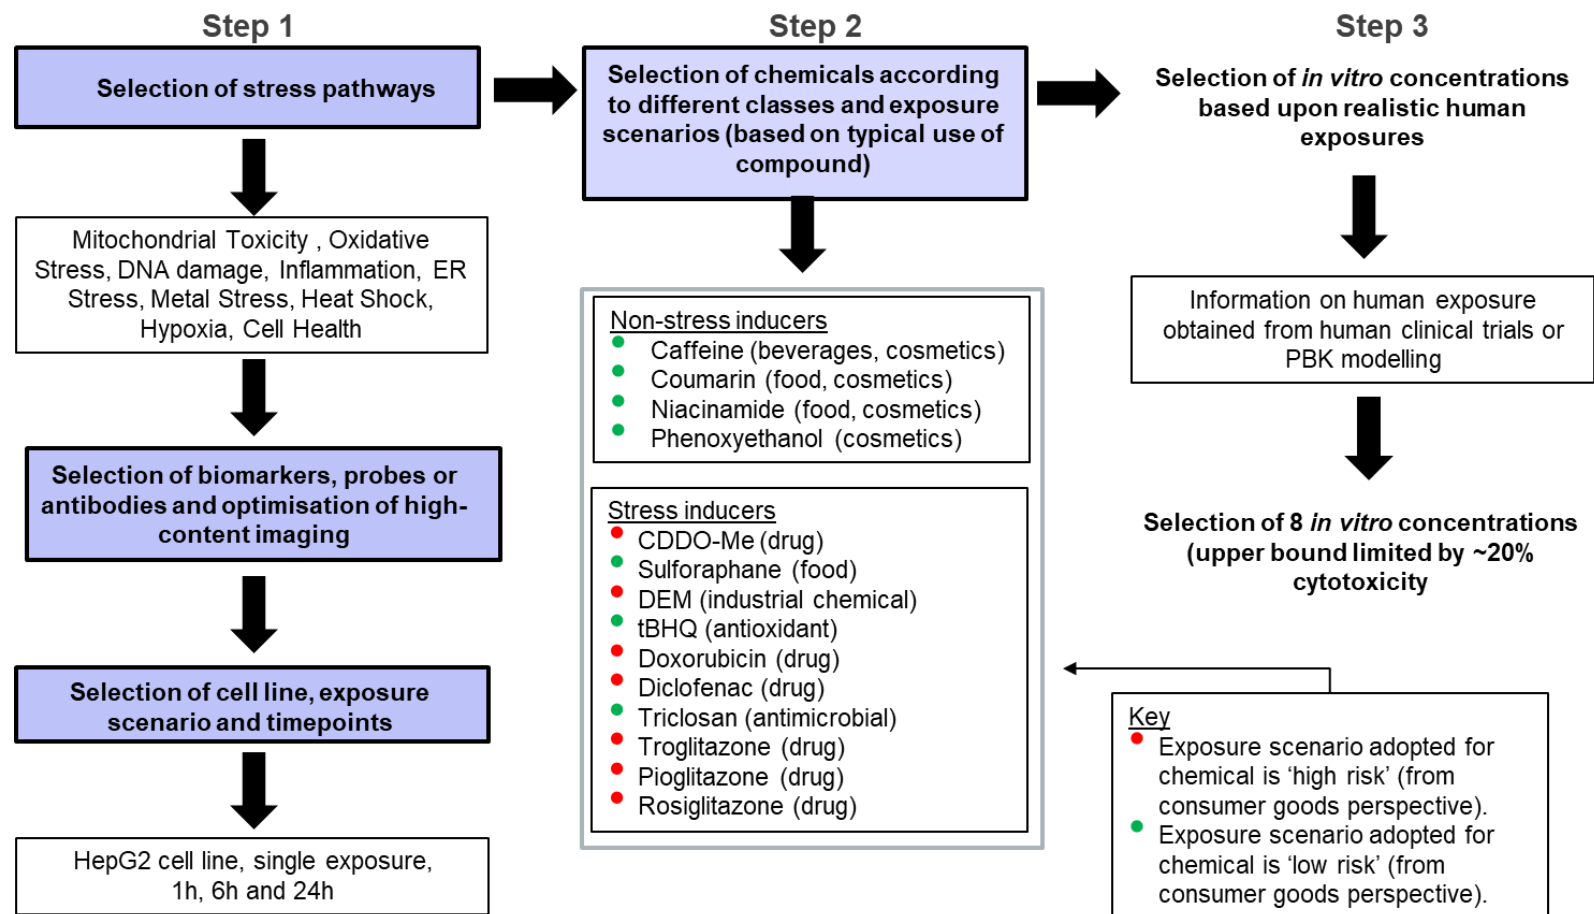 Step 1
Selection of stress pathways
Mitochondrial Toxicity , Oxidative
Stress, DNA damage, Inflammation, ER
Stress, Metal Stress, Heat Shock,
Hypoxia, Cell Health
Selection of biomarkers, probes or
antibodies and optimisation of high-
content imaging
Selection of cell line, exposure
scenario and timepoints
HepG2 cell line, single exposure,
1h, 6h and 24h
Step 2
Selection of chemicals according
to different classes and exposure
scenarios (based on typical use of
compound)
Non-stress inducers
Caffeine (beverages, cosmetics)
Coumarin (food, cosmetics)
Niacinamide (food, cosmetics)
Phenoxyethanol (cosmetics)
Stress inducers
CDDO-Me (drug)
Sulforaphane (food)
DEM (industrial chemical)
tBHQ (antioxidant)
Doxorubicin (drug)
Diclofenac (drug)
Triclosan (antimicrobial)
Troglitazone (drug)
Pioglitazone (drug)
Rosiglitazone (drug)
Step 3
Selection of in vitro concentrations
based upon realistic human
exposures
Information on human exposure
obtained from human clinical trials or
PBK modelling
Selection of 8 in vitro concentrations
(upper bound limited by ~20%
cytotoxicity
Key
Exposure scenario adopted for
chemical is ‘high risk’ (from
consumer goods perspective).
Exposure scenario adopted for
chemical is ‘low risk’ (from
consumer goods perspective).